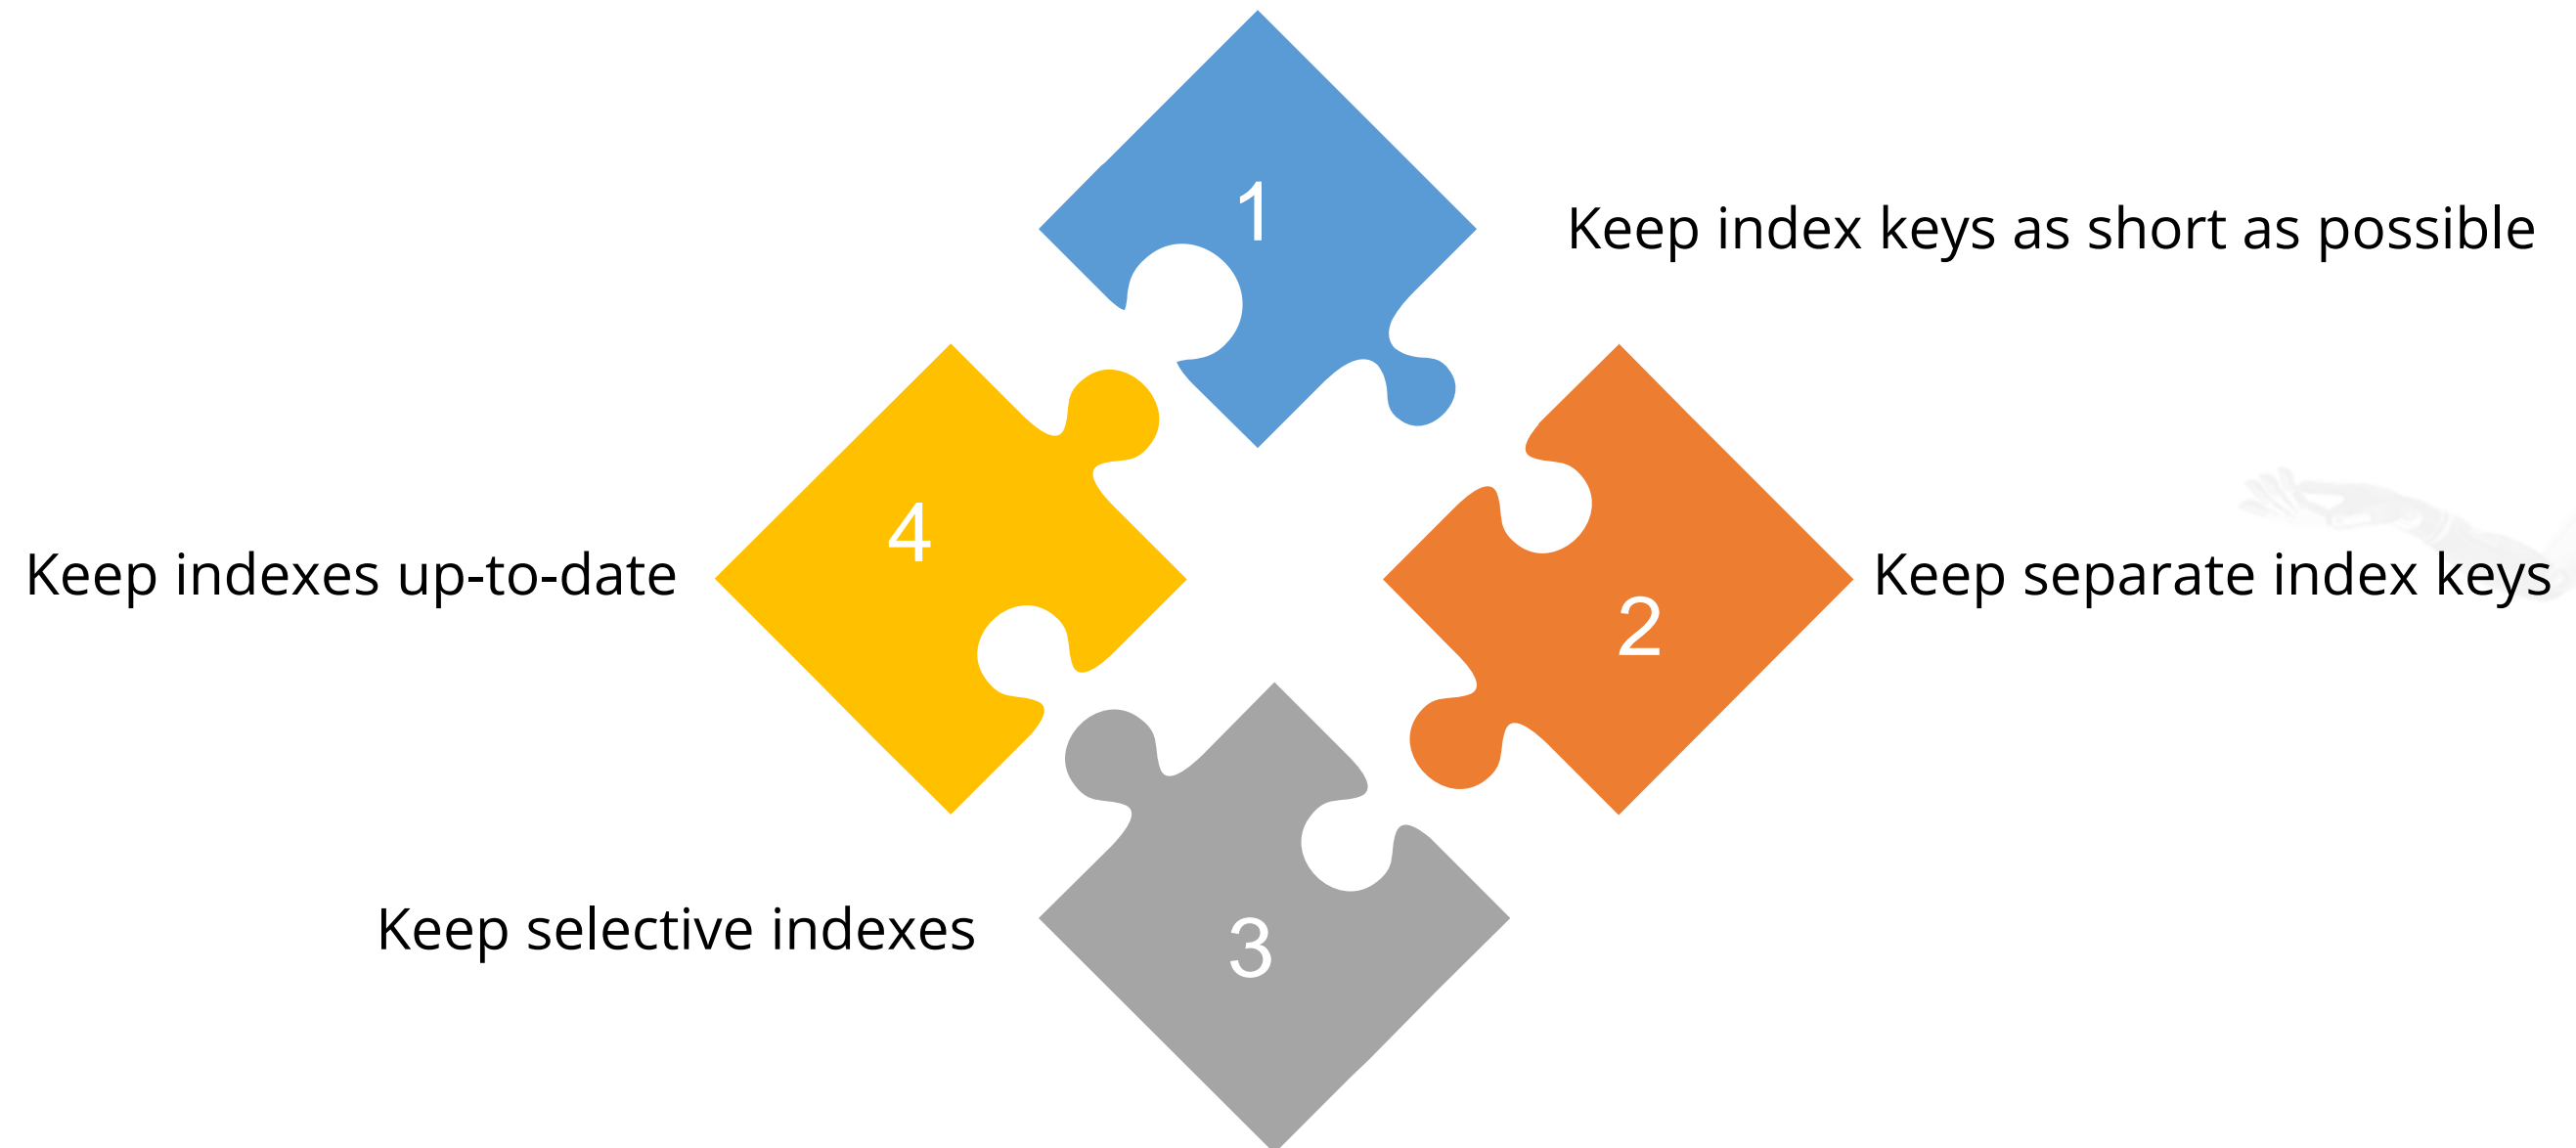 1
Keep index keys as short as possible
4
Keep indexes up-to-date
2
Keep separate index keys
3
Keep selective indexes